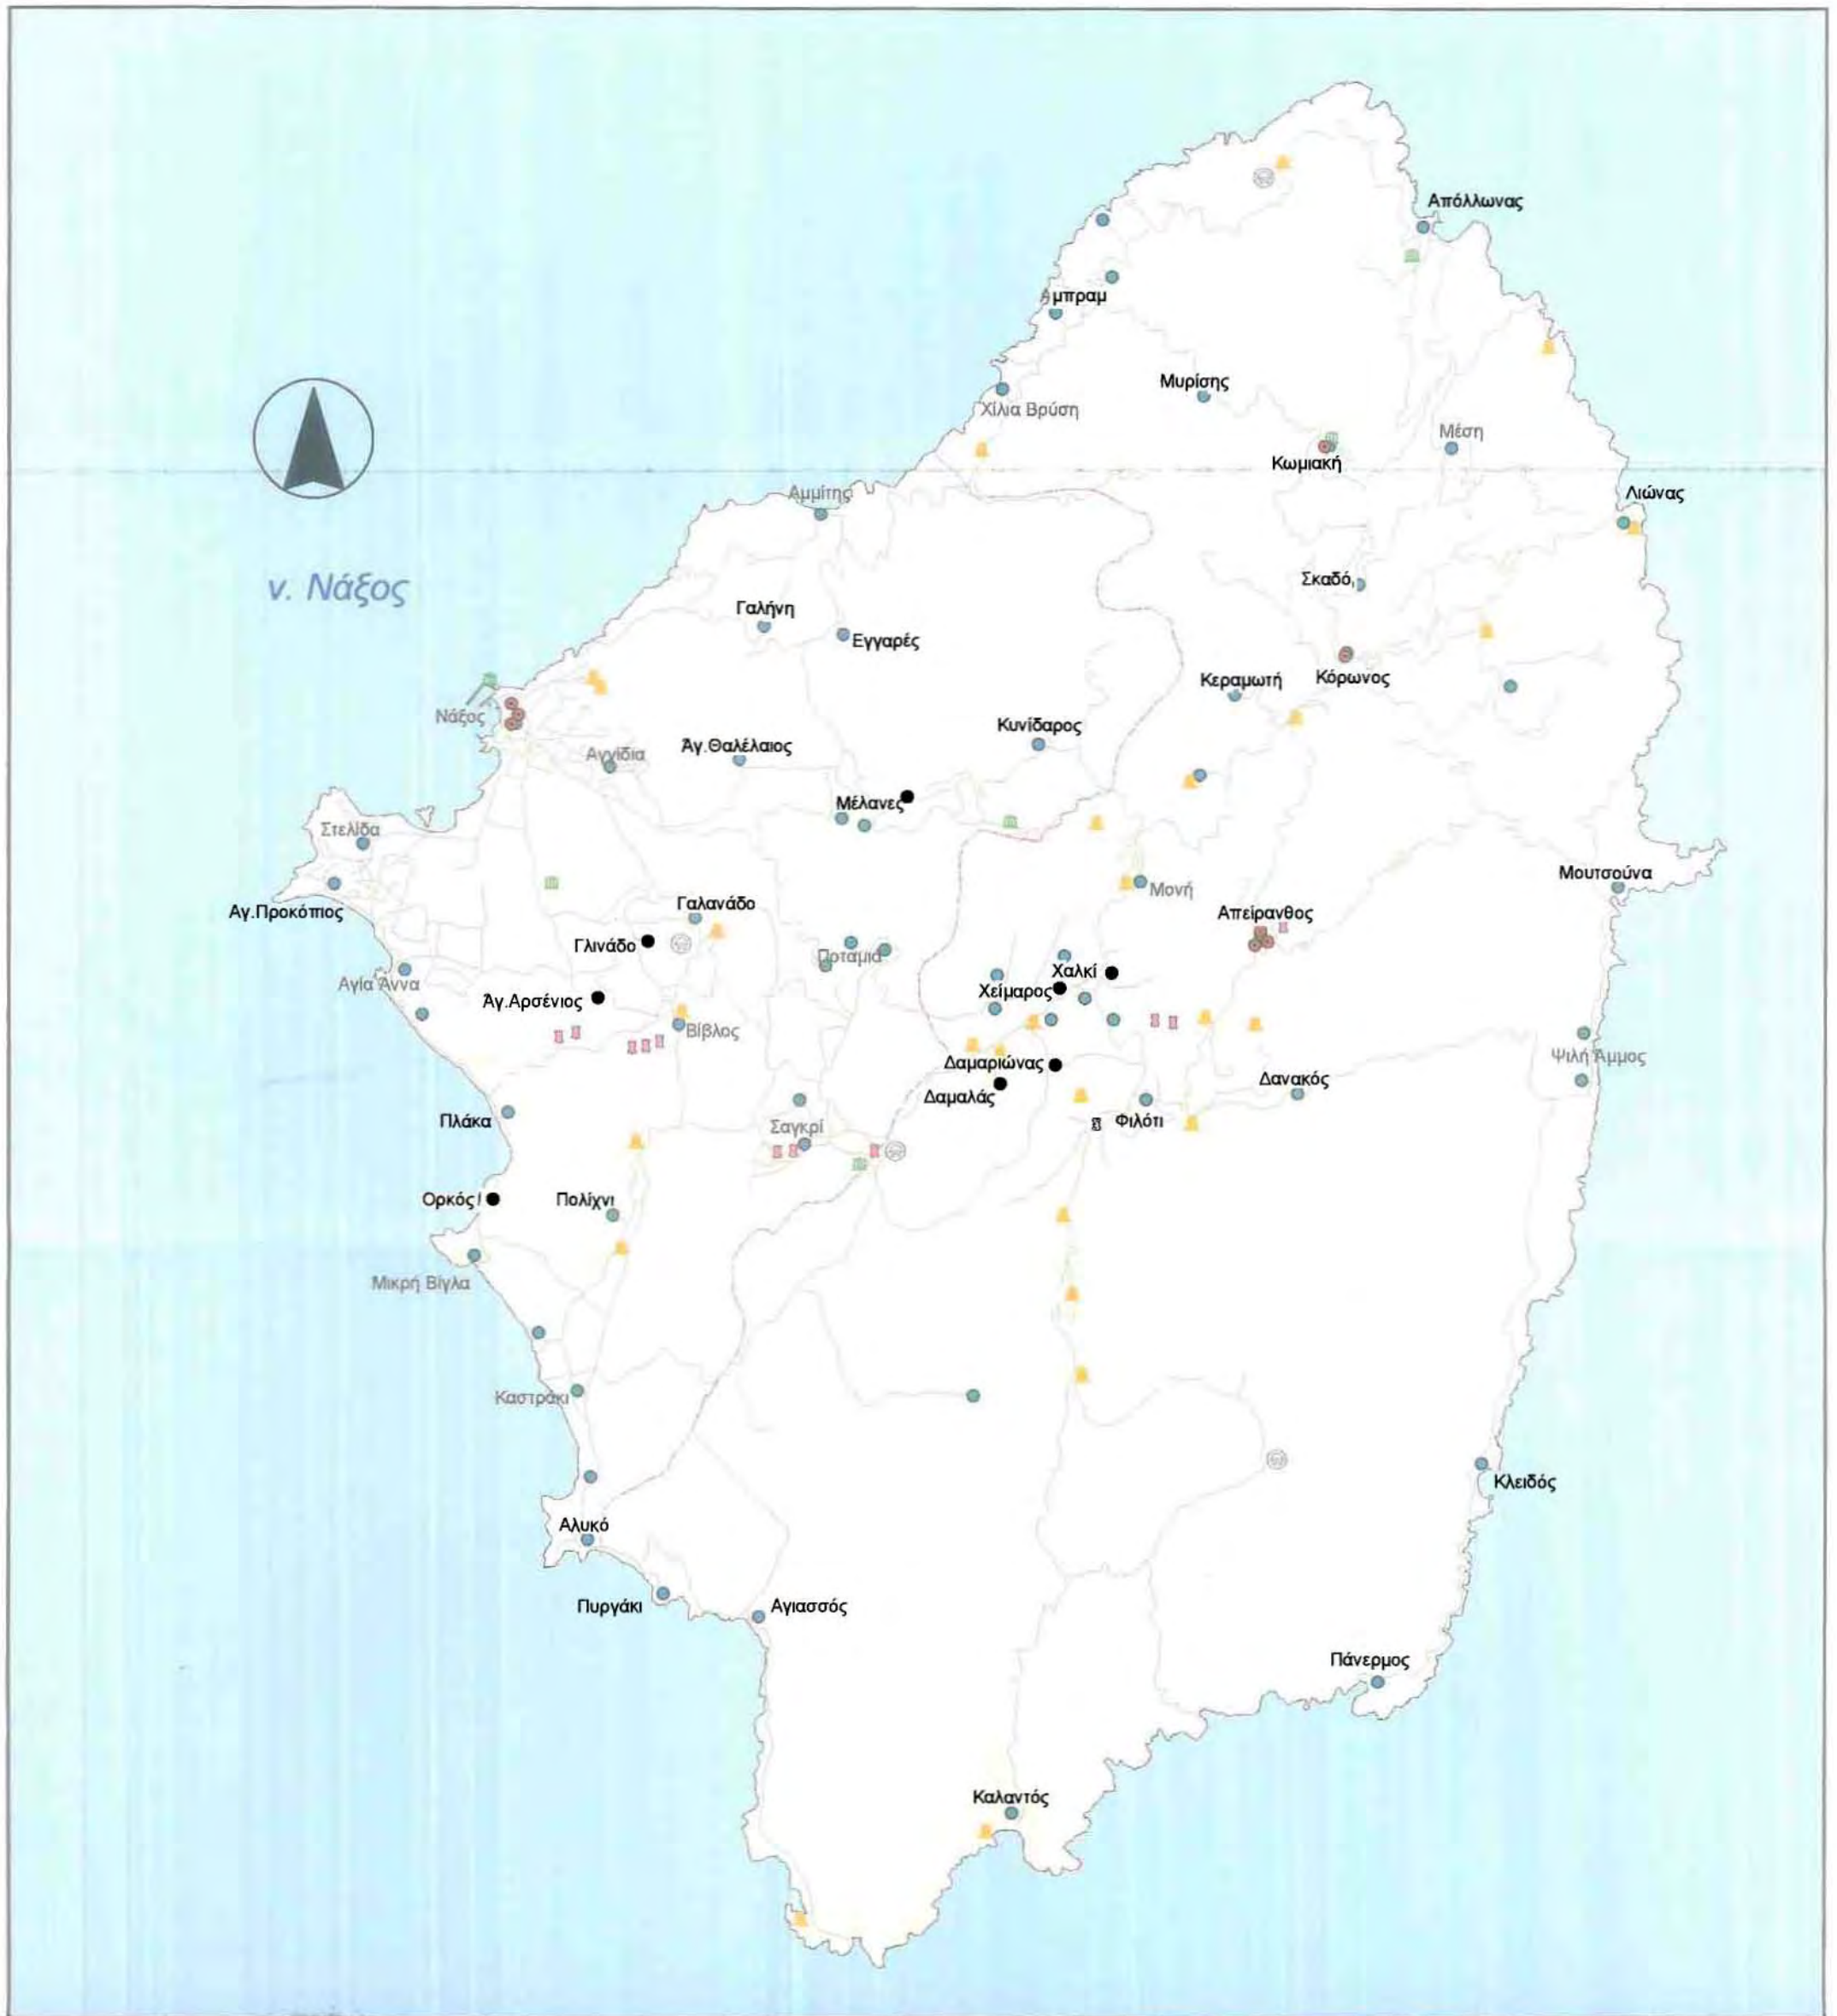 Απόλλωνας
Αμπραμ
Μυρίσης
Χίλια Βρύση
Μέση
Κωμιακή
Αμμίτης
Λιώνας
Σκαδό,
ν. Νάξος
Γαλήνη
Εγγαρές
Κεραμωτή
Κόρωνος
Νάξος
Κυνίδαρος
Αγγίδια
Άγ.Θαλέλαιος
Μέλανες
Στελίδα
Μουτσούνα
Μονή
Γαλανάδο
Αγ.Προκόπιος
Απείρανθος
Γλινάδο
Ποταμιά
Χαλκί
Αγία Άννα
Χείμαρος
Άγ.Αρσένιος
Βίβλος
Ψιλή Άμμος
Δαμαριώνας
Δανακός
Δαμαλάς
Πλάκα
Σαγκρί
Φιλότι
Ορκός
Πολίχνι
Μικρή Βίγλα
Καστράκι
Κλειδός
Αλυκό
Πυργάκι
Αγιασσός
Πάνερμος
Καλαντός